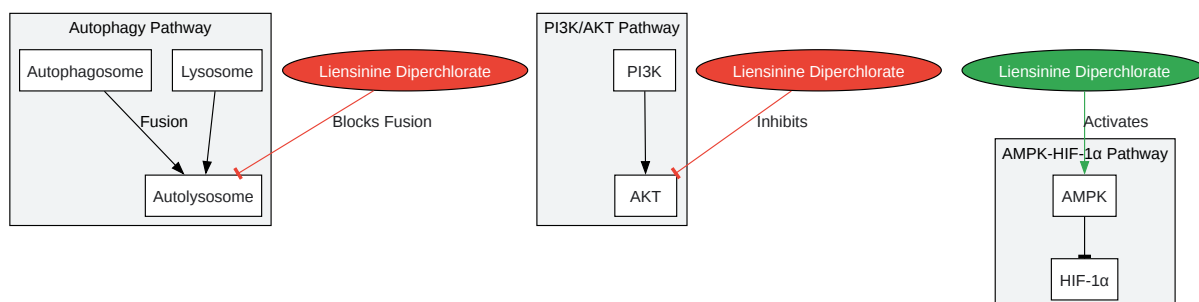 Autophagy Pathway
PI3K/AKT Pathway
Autophagosome
Lysosome
Liensinine Diperchlorate
PI3K
Liensinine Diperchlorate
Liensinine Diperchlorate
Fusion
Blocks Fusion
Inhibits
Activates
AMPK-HIF-1α Pathway
Autolysosome
AKT
AMPK
HIF-1α